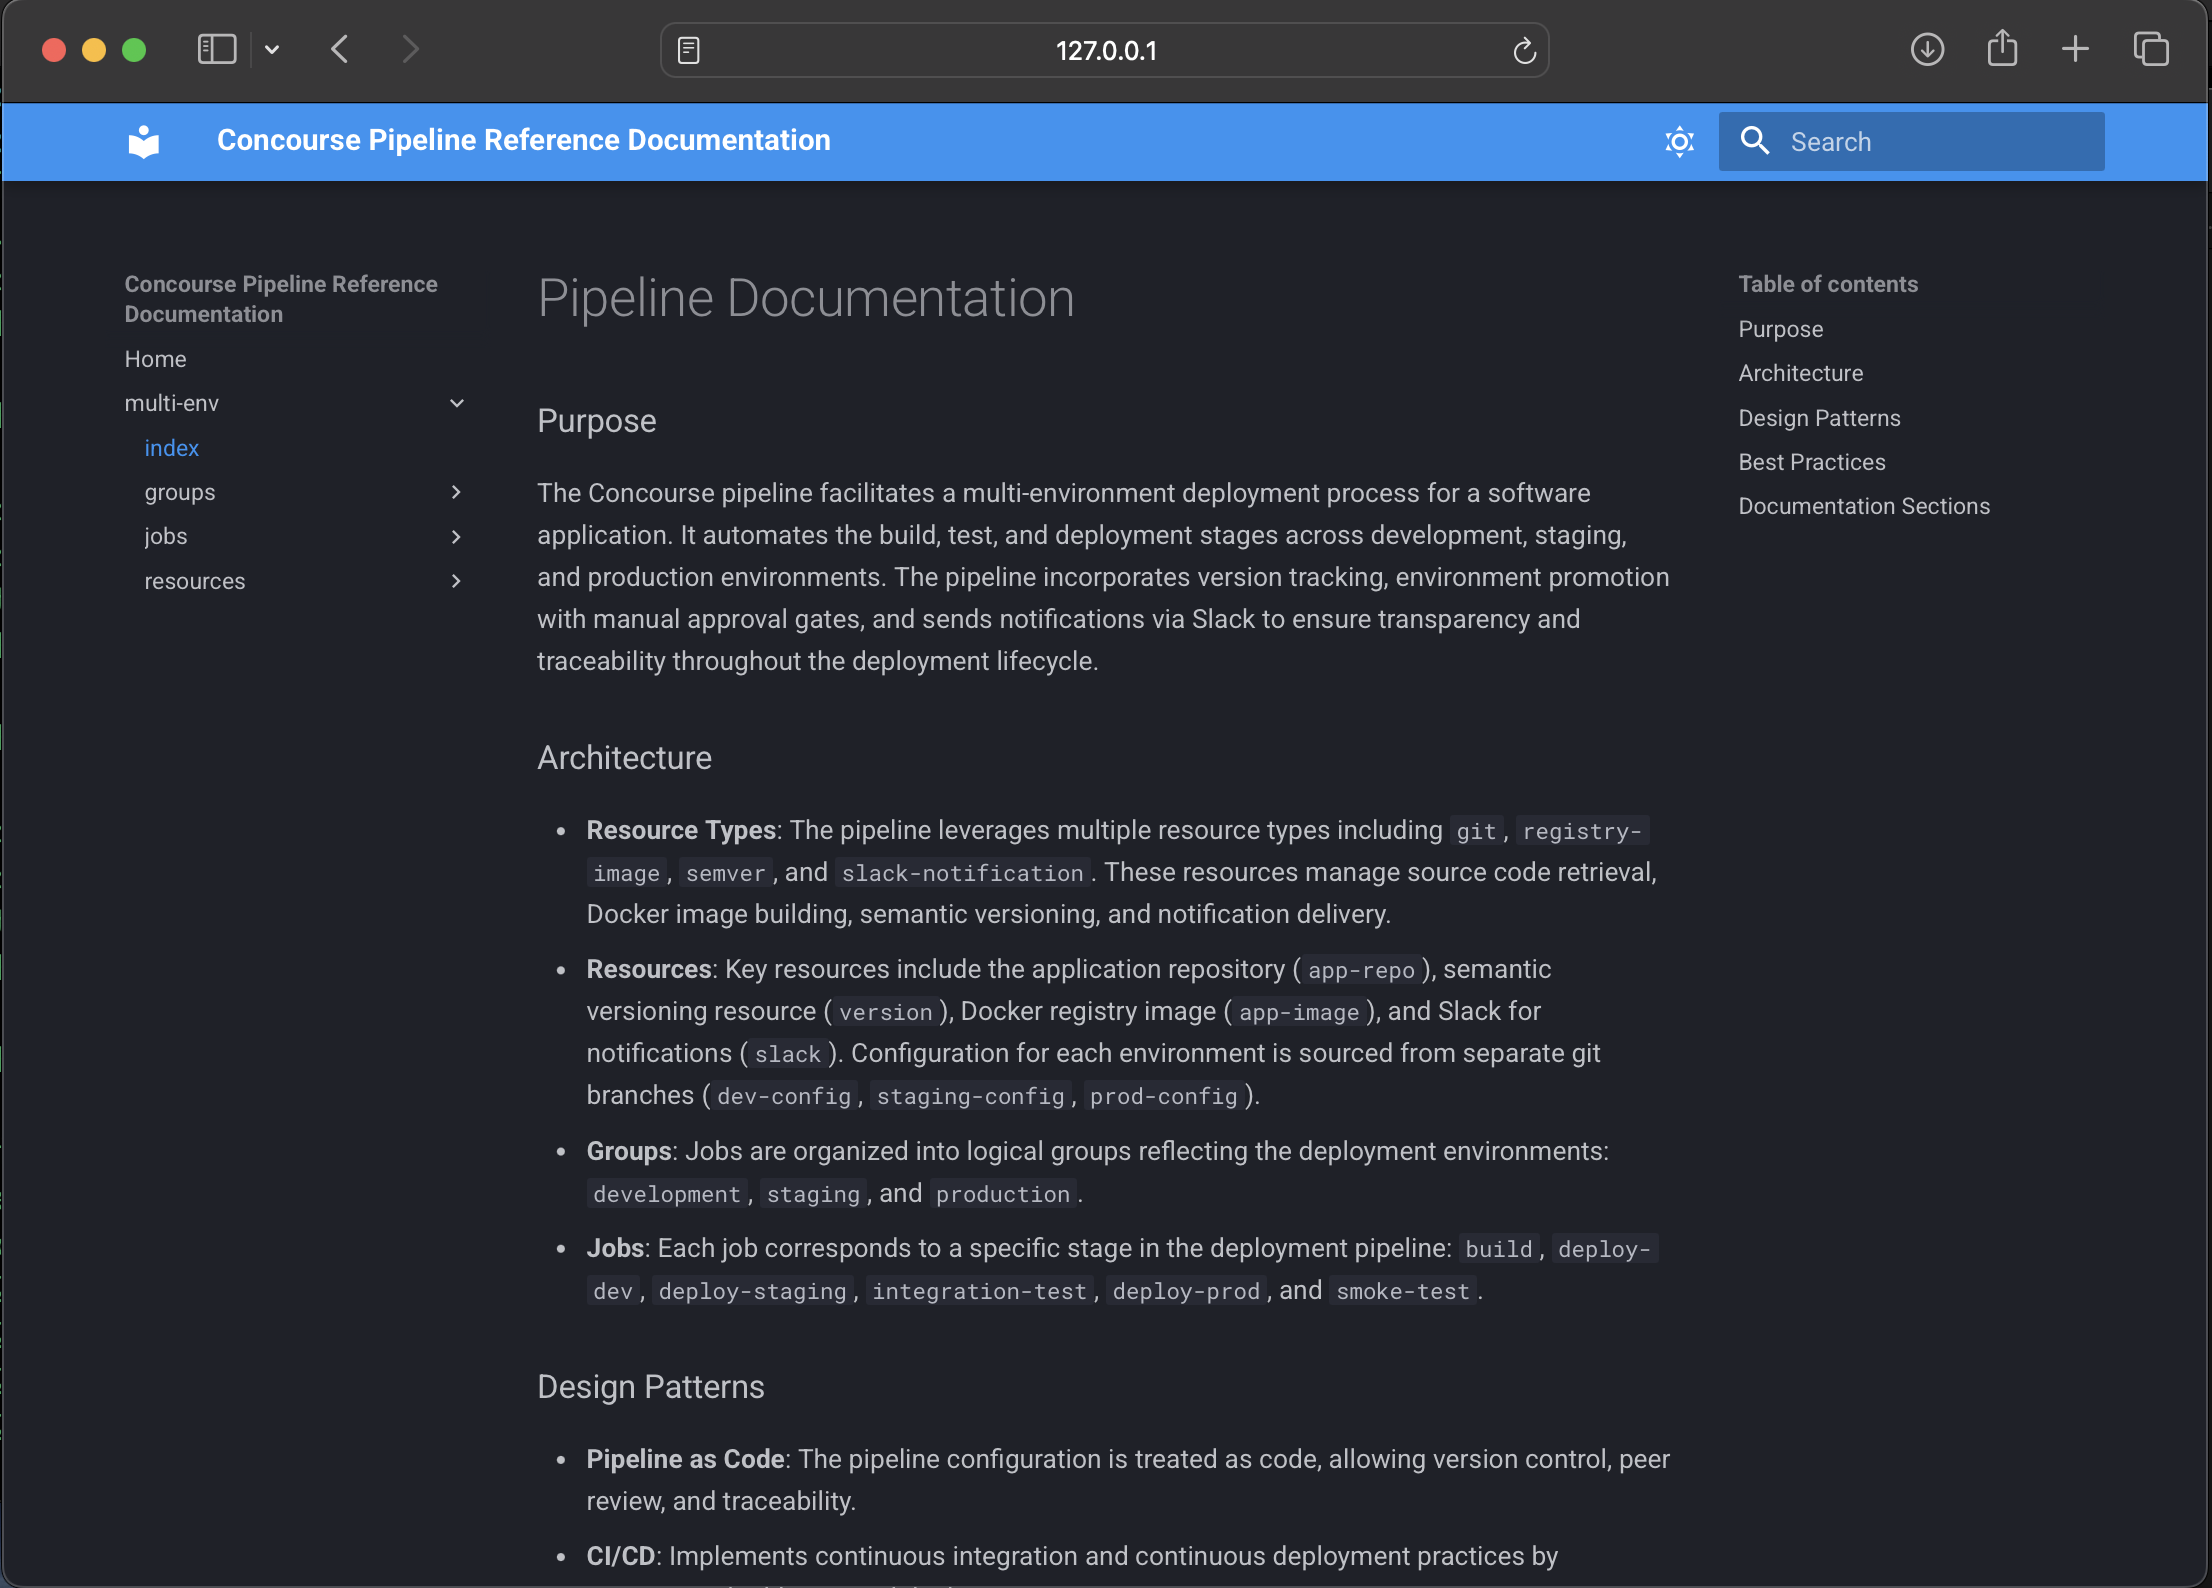 127.0.0.1
Concourse Pipeline Reference Documentation
Search
Concourse Pipeline Reference
Documentation
Home
multi-env
index
groups
jobs
resources
Pipeline Documentation
Purpose
The Concourse pipeline facilitates a multi-environment deployment process for a software
application. It automates the build, test, and deployment stages across development, staging,
and production environments. The pipeline incorporates version tracking, environment promotion
with manual approval gates, and sends notifications via Slack to ensure transparency and
traceability throughout the deployment lifecycle.
Architecture
• Resource Types: The pipeline leverages multiple resource types including git, registry-
image, semver, and slack-notification. These resources manage source code retrieval,
Docker image building, semantic versioning, and notification delivery.
• Resources: Key resources include the application repository (app-repo), semantic
versioning resource (version), Docker registry image (app-image), and Slack for
notifications (slack). Configuration for each environment is sourced from separate git
branches (dev-config, staging-config, prod-config).
• Groups: Jobs are organized into logical groups reflecting the deployment environments:
development, staging, and production.
• Jobs: Each job corresponds to a specific stage in the deployment pipeline: build, deploy-
dev, deploy-staging, integration-test, deploy-prod, and smoke-test.
Design Patterns
• Pipeline as Code: The pipeline configuration is treated as code, allowing version control, peer
review, and traceability.
• CI/CD: Implements continuous integration and continuous deployment practices by
Table of contents
Purpose
Architecture
Design Patterns
Best Practices
Documentation Sections